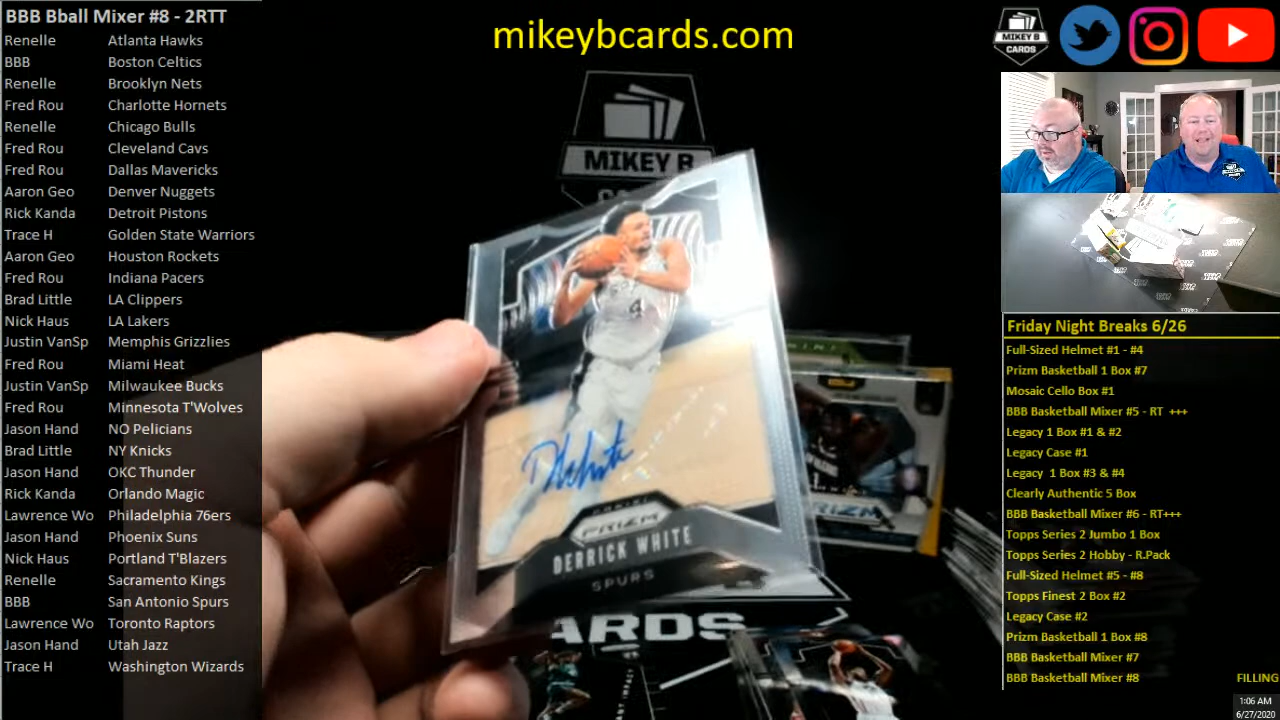 BBB Bball Mixer #8 - 2RTT
Renelle Atlanta Hawks
BBB Boston Celtics
Renelle Brooklyn Nets
Fred Rou Charlotte Hornets
Renelle Chicago Bulls
Fred Rou Cleveland Cavs
Fred Rou Dallas Mavericks
Aaron Geo Denver Nuggets
Rick Kanda Detroit Pistons
Trace H Golden State Warriors
Aaron Geo Houston Rockets
Fred Rou Indiana Pacers
Brad Little LA Clippers
Nick Haus LA Lakers
Justin VanSp Memphis Grizzlies
Fred Rou Miami Heat
Justin VanSp Milwaukee Bucks
Fred Rou Minnesota T'Wolves
Jason Hand NO Pelicians
Brad Little NY Knicks
Jason Hand OKC Thunder
Rick Kanda Orlando Magic
Lawrence Wo Philadelphia 76ers
Jason Hand Phoenix Suns
Nick Haus Portland T'Blazers
Renelle Sacramento Kings
BBB San Antonio Spurs
Lawrence Wo Toronto Raptors
Jason Hand Utah Jazz
Trace H Washington Wizards
mikeybcards.com
MIKEY B
CARDS
PANINI
PRIZM
DERRICK WHITE
SPURS
ARDS
MIKEY B
CARDS
Friday Night Breaks 6/26
Full-Sized Helmet #1 - #4
Prizm Basketball 1 Box #7
Mosaic Cello Box #1
BBB Basketball Mixer #5 - RT +++
Legacy 1 Box #1 & #2
Legacy Case #1
Legacy 1 Box #3 & #4
Clearly Authentic 5 Box
BBB Basketball Mixer #6 - RT+++
Topps Series 2 Jumbo 1 Box
Topps Series 2 Hobby - R.Pack
Full-Sized Helmet #5 - #8
Topps Finest 2 Box #2
Legacy Case #2
Prizm Basketball 1 Box #8
BBB Basketball Mixer #7
BBB Basketball Mixer #8 FILLING
1:06 AM
6/27/2020